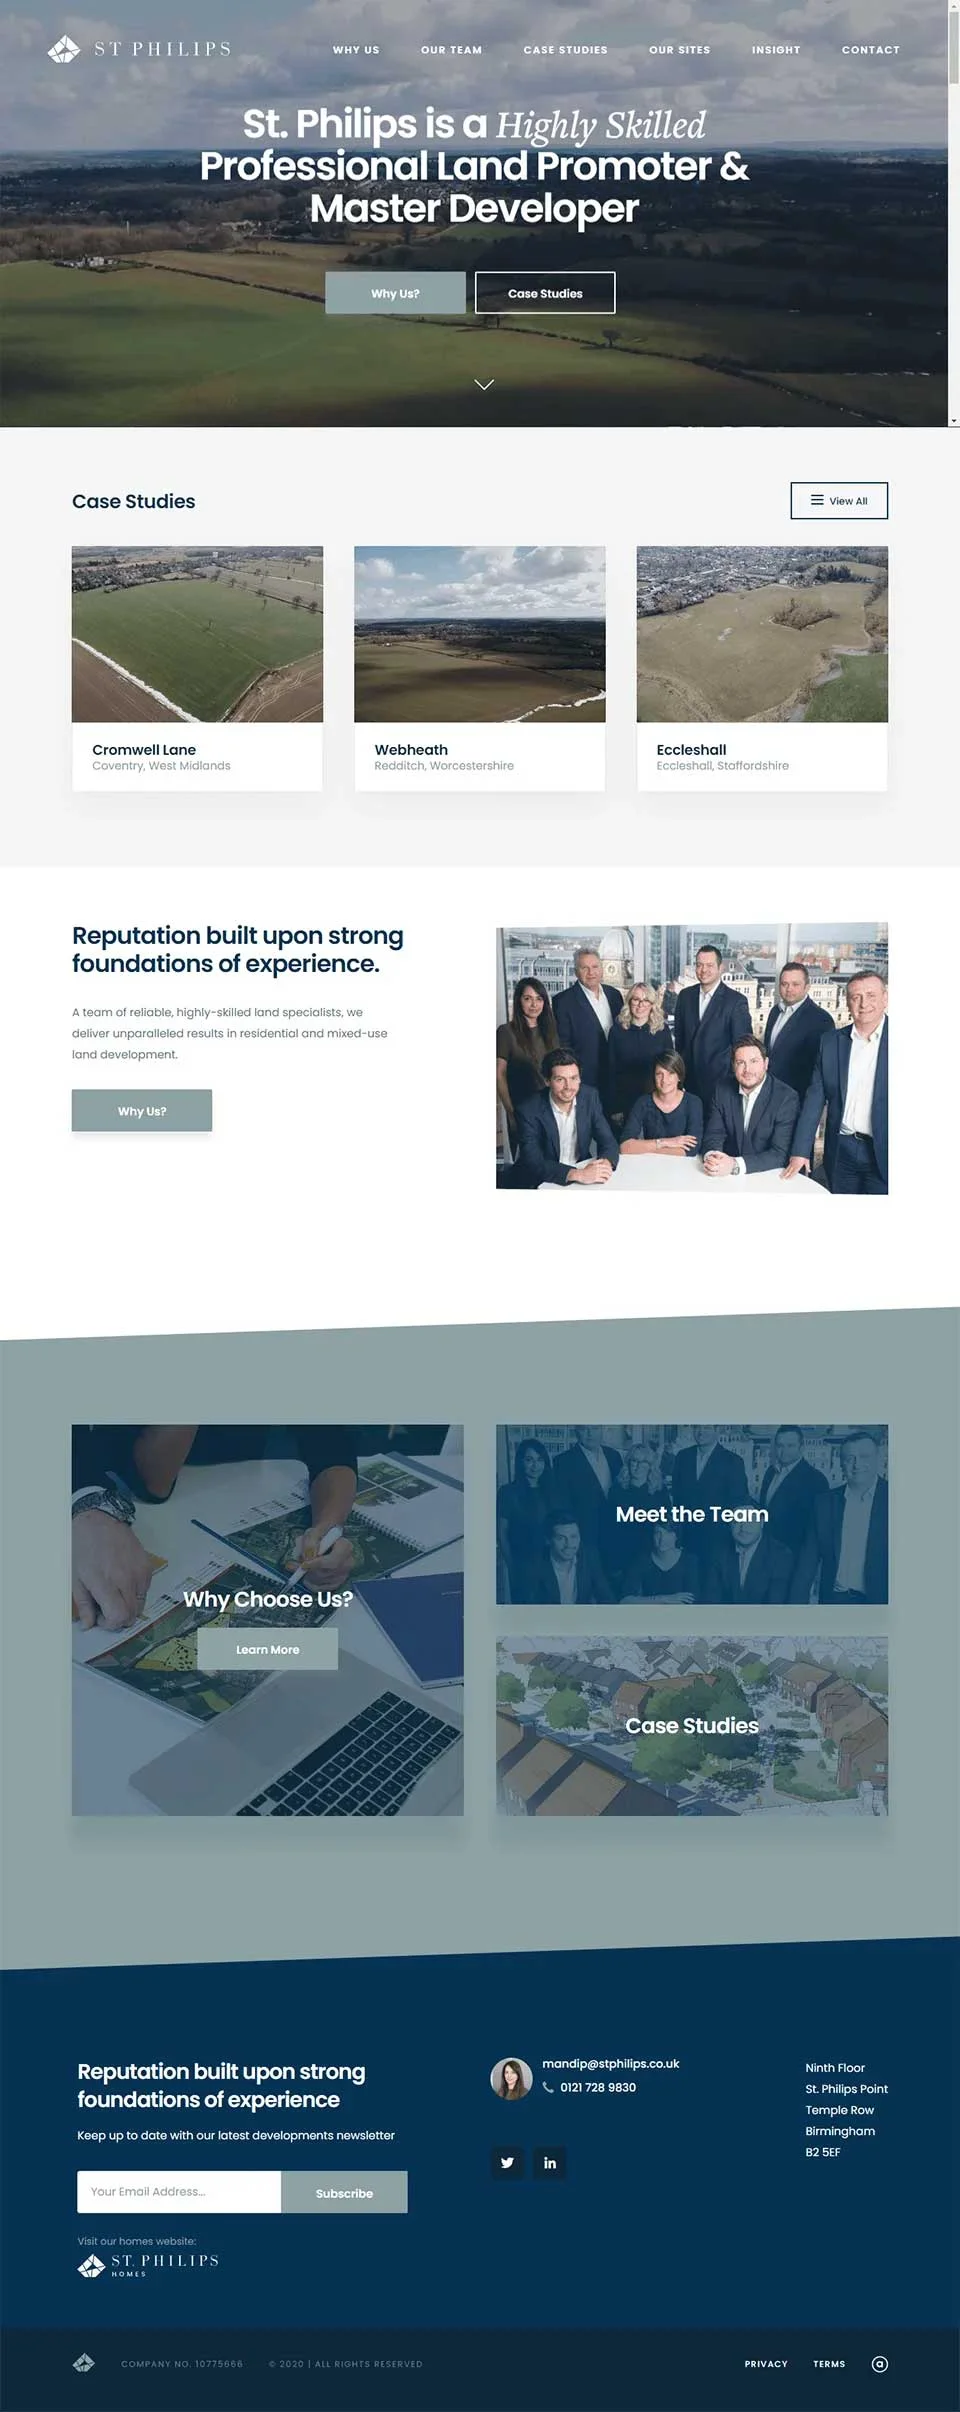 ST PHILIPS
WHY US
OUR TEAM
CASE STUDIES
OUR SITES
INSIGHT
CONTACT
St. Philips is a Highly Skilled
Professional Land Promoter &
Master Developer
Why Us?
Case Studies
Case Studies
View All
Cromwell Lane
Coventry, West Midlands
Webheath
Redditch, Worcestershire
Eccleshall
Eccleshall, Staffordshire
Reputation built upon strong
foundations of experience.
A team of reliable, highly-skilled land specialists, we
deliver unparalleled results in residential and mixed-use
land development.
Why Us?
Why Choose Us?
Learn More
Meet the Team
Case Studies
Reputation built upon strong
foundations of experience
Keep up to date with our latest developments newsletter
Your Email Address...
Subscribe
Visit our homes website:
ST. PHILIPS
HOMES
mandip@stphilips.co.uk
0121 728 9830
in
Ninth Floor
St. Philips Point
Temple Row
Birmingham
B2 5EF
COMPANY NO. 10775666
© 2020 | ALL RIGHTS RESERVED
PRIVACY
TERMS
a